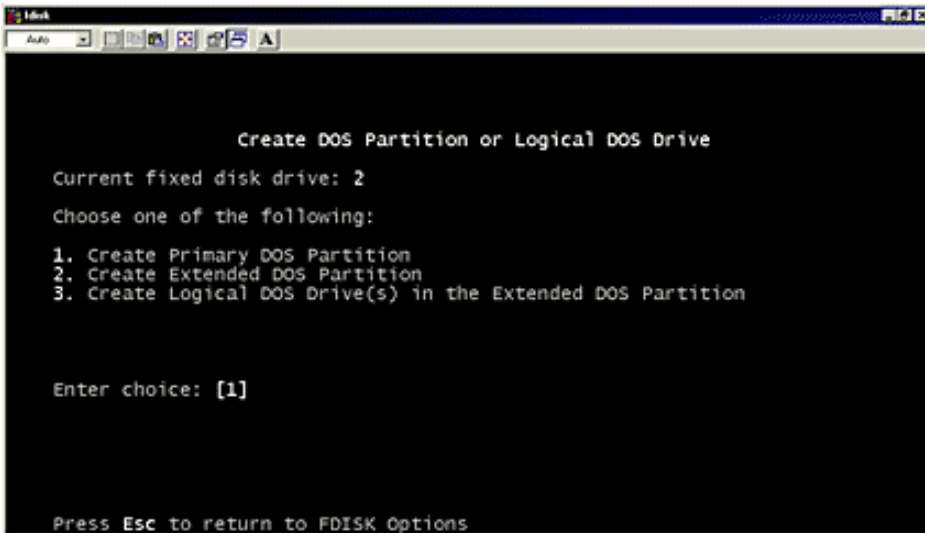 fdisk
Auto A
Create DOS Partition or Logical DOS Drive
Current fixed disk drive: 2
Choose one of the following:
1. Create Primary DOS Partition
2. Create Extended DOS Partition
3. Create Logical DOS Drive(s) in the Extended DOS Partition
Enter choice: [1]
Press Esc to return to FDISK Options